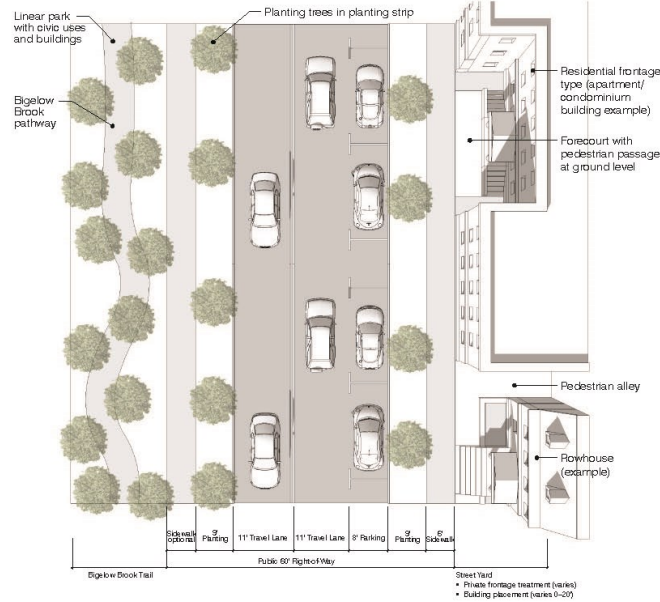 Linear park
with civic uses
and buildings
Planting trees in planting strip
Bigelow
Brook
pathway
Residential frontage
type (apartment/
condominium
building example)
Forecourt with
pedestrian passage
at ground level
Pedestrian alley
Rowhouse
(example)
Sidewalk
optional
9'
Planting
11' Travel Lane
11' Travel Lane
8' Parking
9'
Planting
6'
Sidewalk
Public 60' Right-of-Way
Bigelow Brook Trail
Street Yard
• Private frontage treatment (varies)
• Building placement (varies 0–20')